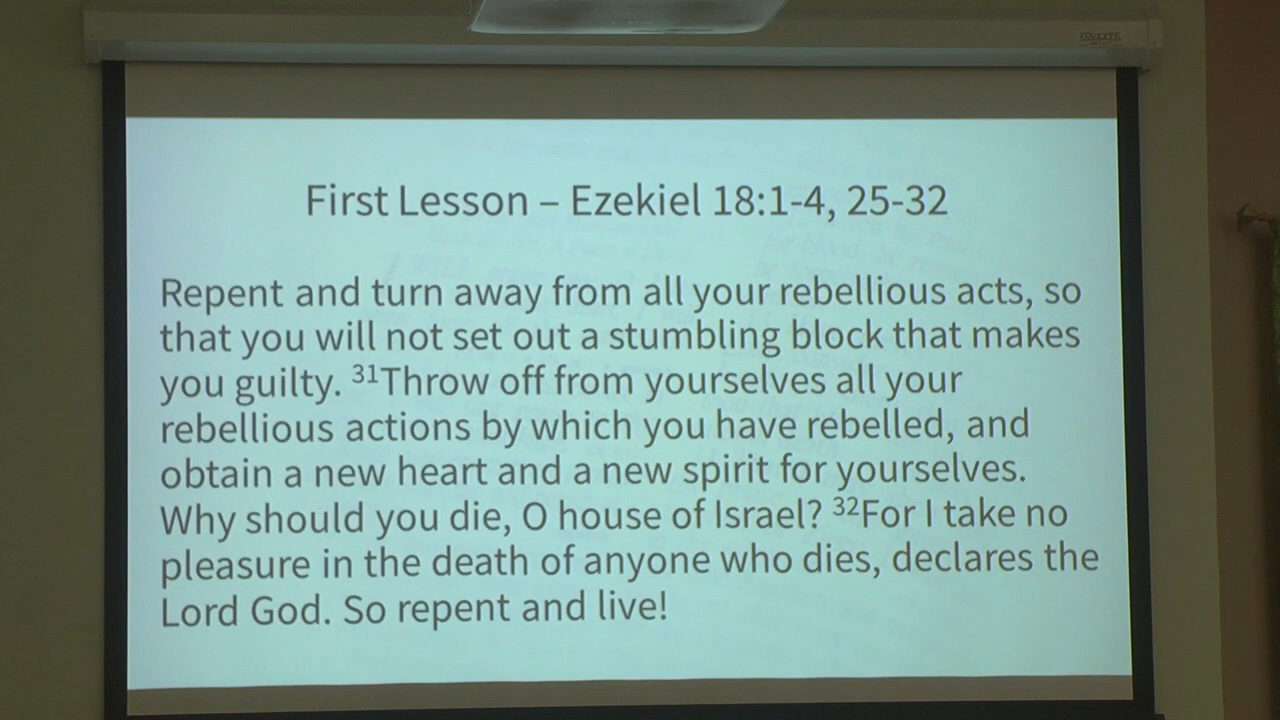 First Lesson – Ezekiel 18:1-4, 25-32
Repent and turn away from all your rebellious acts, so
that you will not set out a stumbling block that makes
you guilty. ³¹Throw off from yourselves all your
rebellious actions by which you have rebelled, and
obtain a new heart and a new spirit for yourselves.
Why should you die, O house of Israel? ³²For I take no
pleasure in the death of anyone who dies, declares the
Lord God. So repent and live!